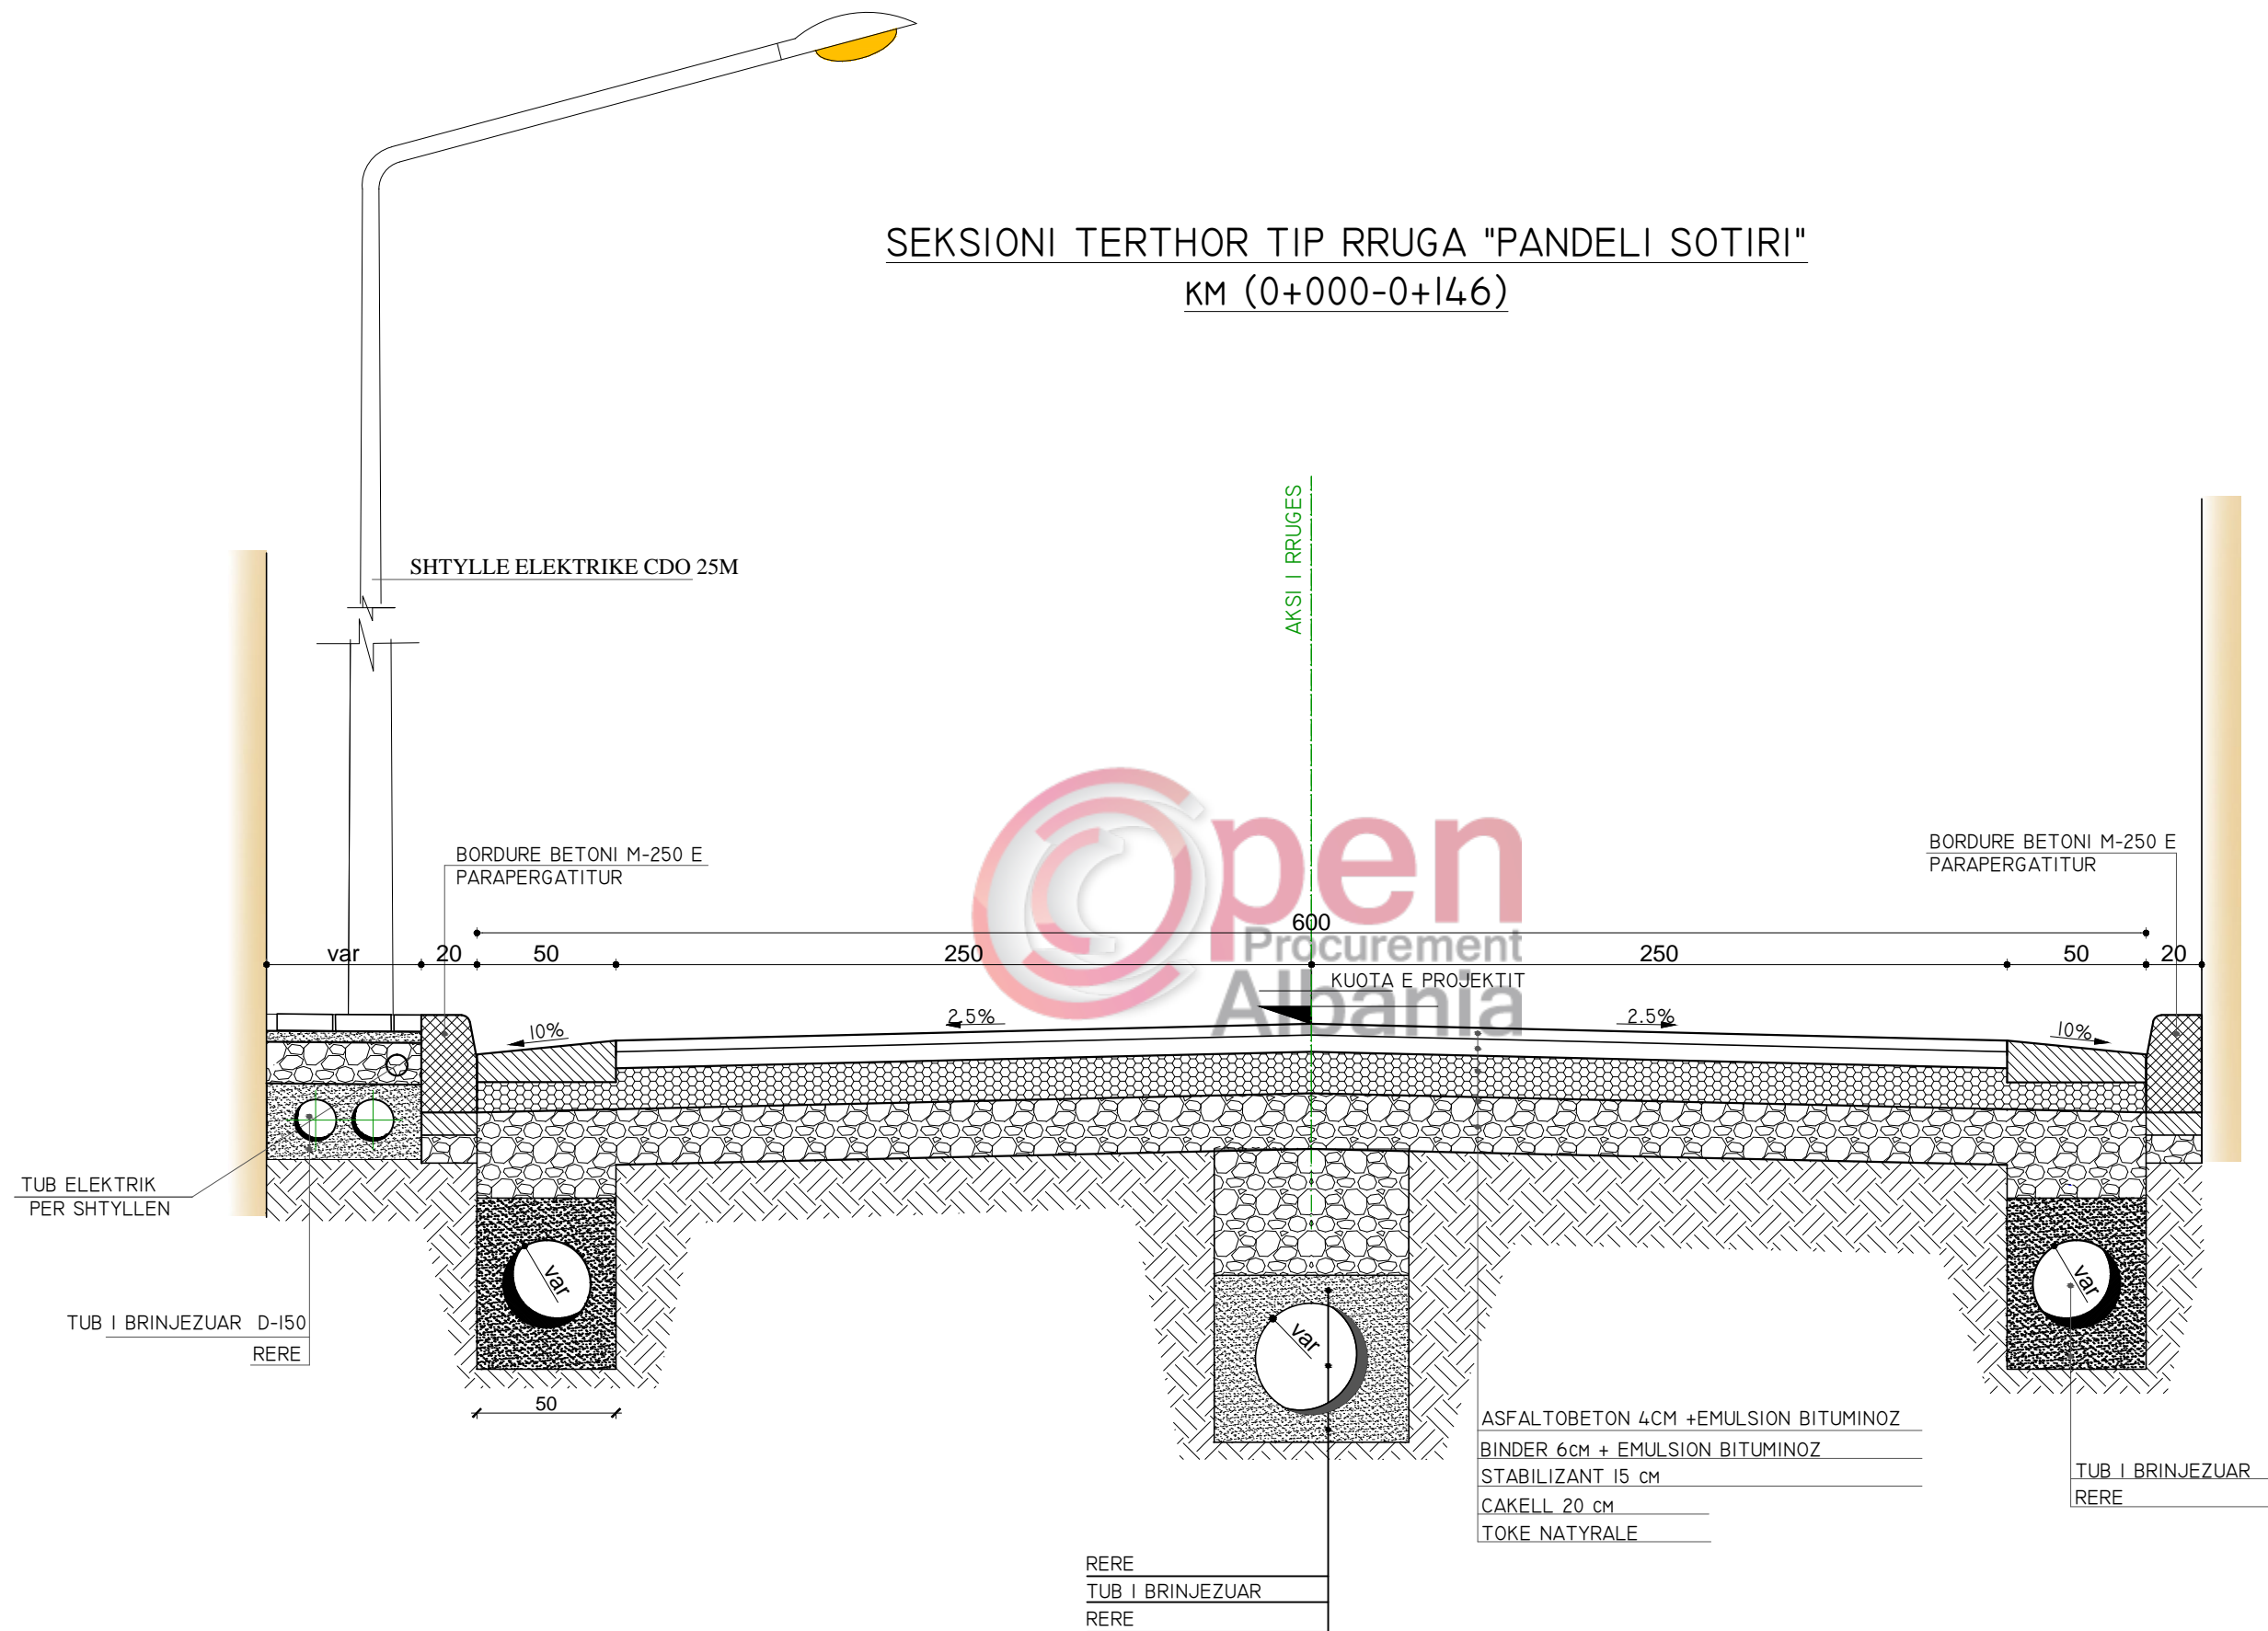 SEKSIONI TERTHOR TIP RRUGA "PANDELI SOTIRI"
KM (0+000-0+146)
AKSI I RRUGES
SHTYLLE ELEKTRIKE CDO 25M
BORDURE BETONI M-250 E
PARAPERGATITUR
BORDURE BETONI M-250 E
PARAPERGATITUR
Open
Procurement
Albania
600
var 20 50 250 250 50 20
KUOTA E PROJEKTIT
10% 2.5% 2.5% 10%
TUB ELEKTRIK
PER SHTYLLEN
var
var
var
TUB I BRINJEZUAR D-150
RERE
50
ASFALTOBETON 4CM +EMULSION BITUMINOZ
BINDER 6CM + EMULSION BITUMINOZ
STABILIZANT 15 CM
CAKELL 20 CM
TOKE NATYRALE
TUB I BRINJEZUAR
RERE
RERE
TUB I BRINJEZUAR
RERE